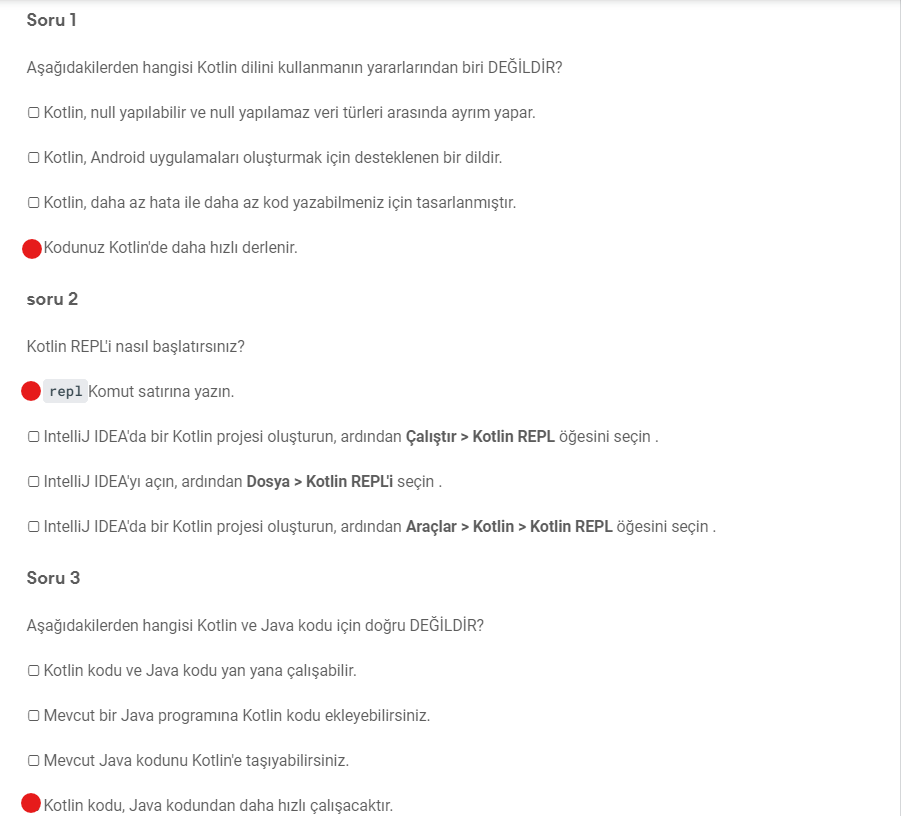 Soru 1
Aşağıdakilerden hangisi Kotlin dilini kullanmanın yararlarından biri DEĞİLDİR?
Kotlin, null yapılabilir ve null yapılamaz veri türleri arasında ayrım yapar.
Kotlin, Android uygulamaları oluşturmak için desteklenen bir dildir.
Kotlin, daha az hata ile daha az kod yazabilmeniz için tasarlanmıştır.
Kodunuz Kotlin'de daha hızlı derlenir.
soru 2
Kotlin REPL'i nasıl başlatırsınız?
repl Komut satırına yazın.
IntelliJ IDEA'da bir Kotlin projesi oluşturun, ardından Çalıştır > Kotlin REPL öğesini seçin .
IntelliJ IDEA'yı açın, ardından Dosya > Kotlin REPL'i seçin .
IntelliJ IDEA'da bir Kotlin projesi oluşturun, ardından Araçlar > Kotlin > Kotlin REPL öğesini seçin .
Soru 3
Aşağıdakilerden hangisi Kotlin ve Java kodu için doğru DEĞİLDİR?
Kotlin kodu ve Java kodu yan yana çalışabilir.
Mevcut bir Java programına Kotlin kodu ekleyebilirsiniz.
Mevcut Java kodunu Kotlin'e taşıyabilirsiniz.
Kotlin kodu, Java kodundan daha hızlı çalışacaktır.